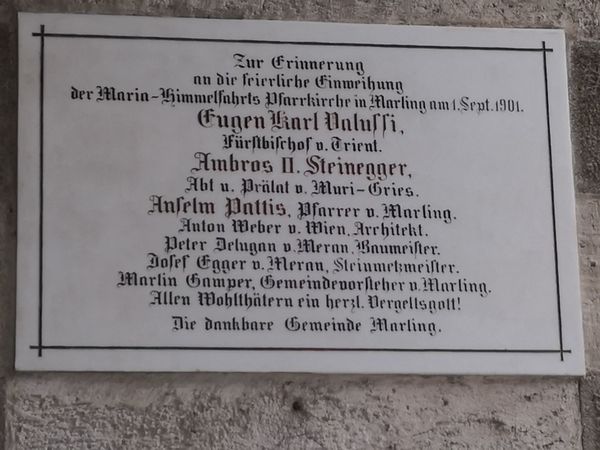 Zur Erinnerung
an die feierliche Einweihung
der Maria-Himmelfahrts Pfarrkirche in Marling am 1. Sept. 1901.
Eugen Karl Valussi,
Fürstbischof v. Trient.
Ambros II. Steinegger,
Abt u. Prälat v. Muri-Gries.
Anselm Pattis, Pfarrer v. Marling.
Anton Weber v. Wien, Architekt.
Peter Delugan v. Meran, Baumeister.
Josef Egger v. Meran, Steinmetzmeister.
Martin Gamper, Gemeindevorsteher v. Marling.
Allen Wohlthätern ein herzl. Vergeltsgott!
Die dankbare Gemeinde Marling.